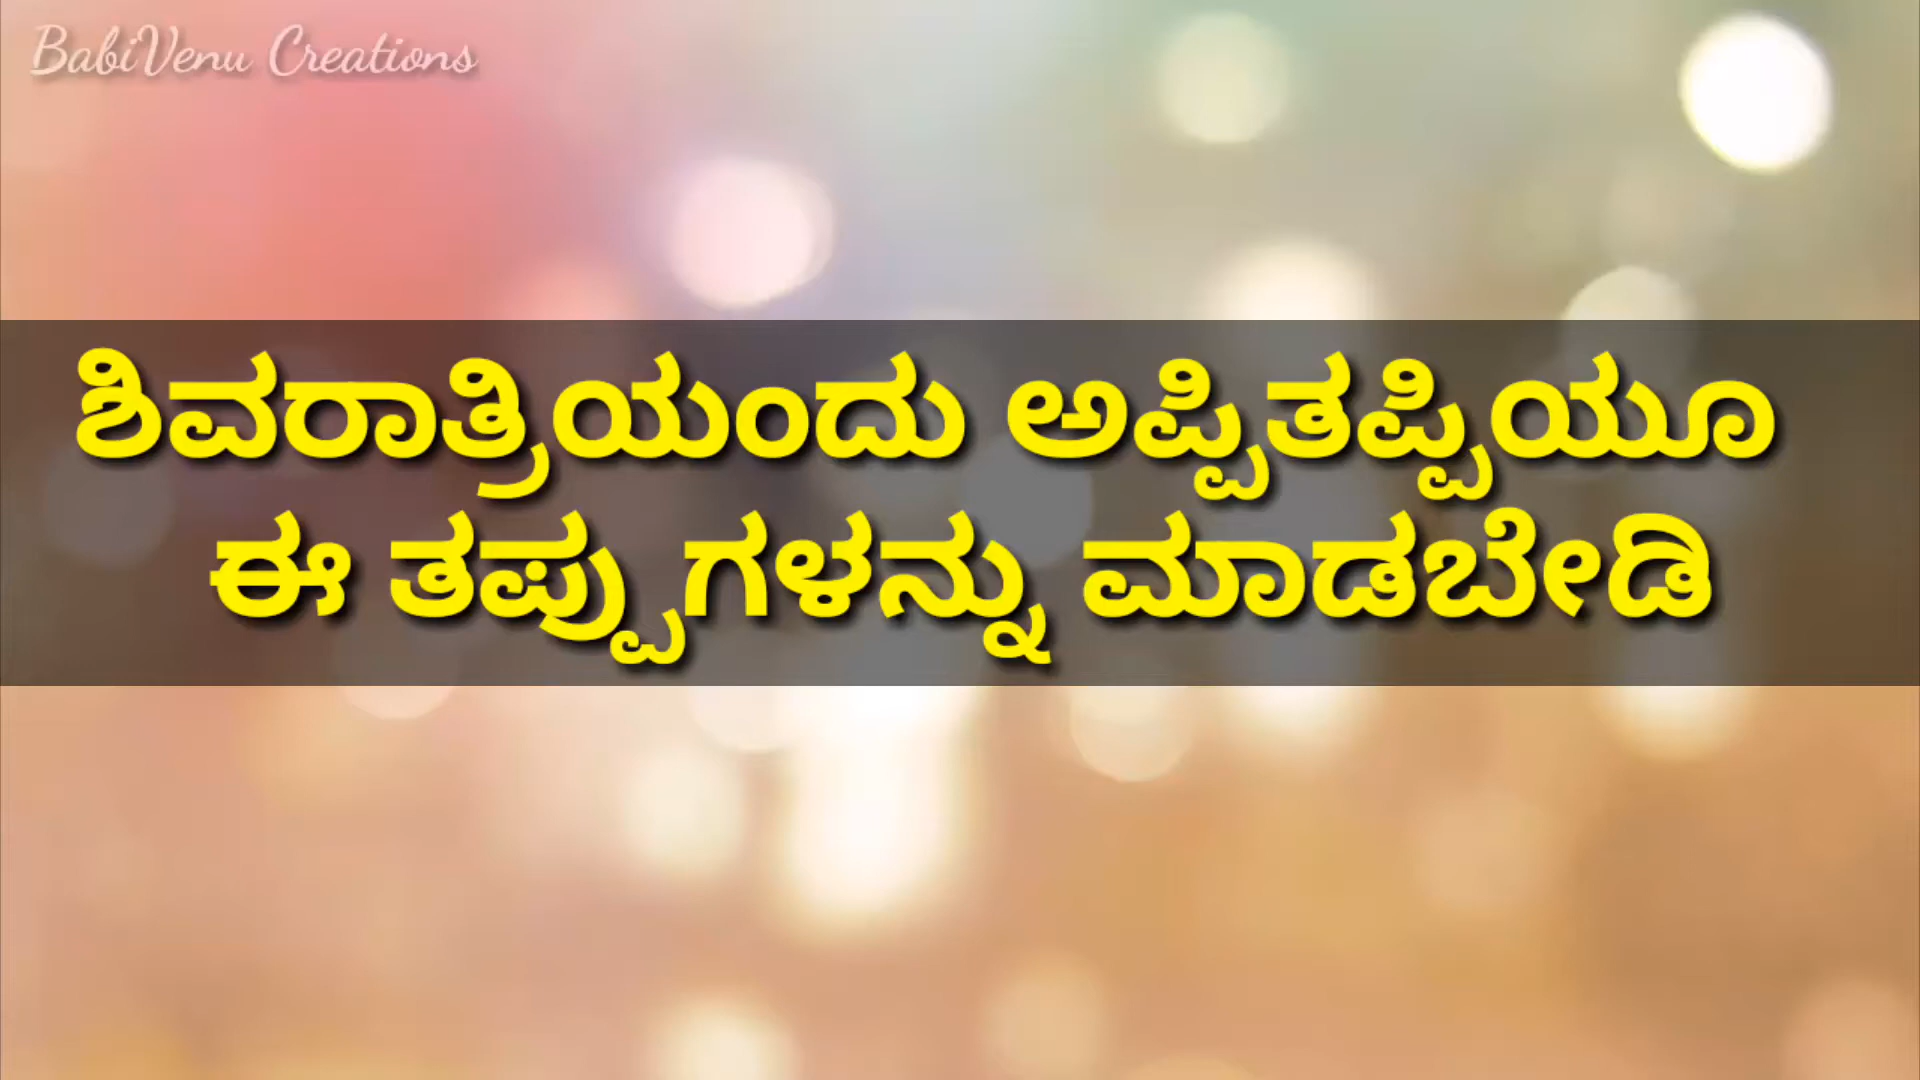 BabiVenu Creations
ಶಿವರಾತ್ರಿಯಂದು ಅಪ್ಪಿತಪ್ಪಿಯೂ
ಈ ತಪ್ಪುಗಳನ್ನು ಮಾಡಬೇಡಿ